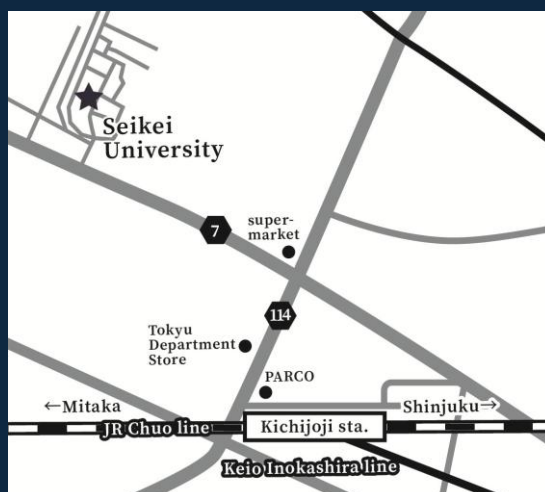 Seikei
University
7
super-
market
114
Tokyu
Department
Store
PARCO
←Mitaka
Shinjuku→
JR Chuo line
Kichijoji sta.
Keio Inokashira line